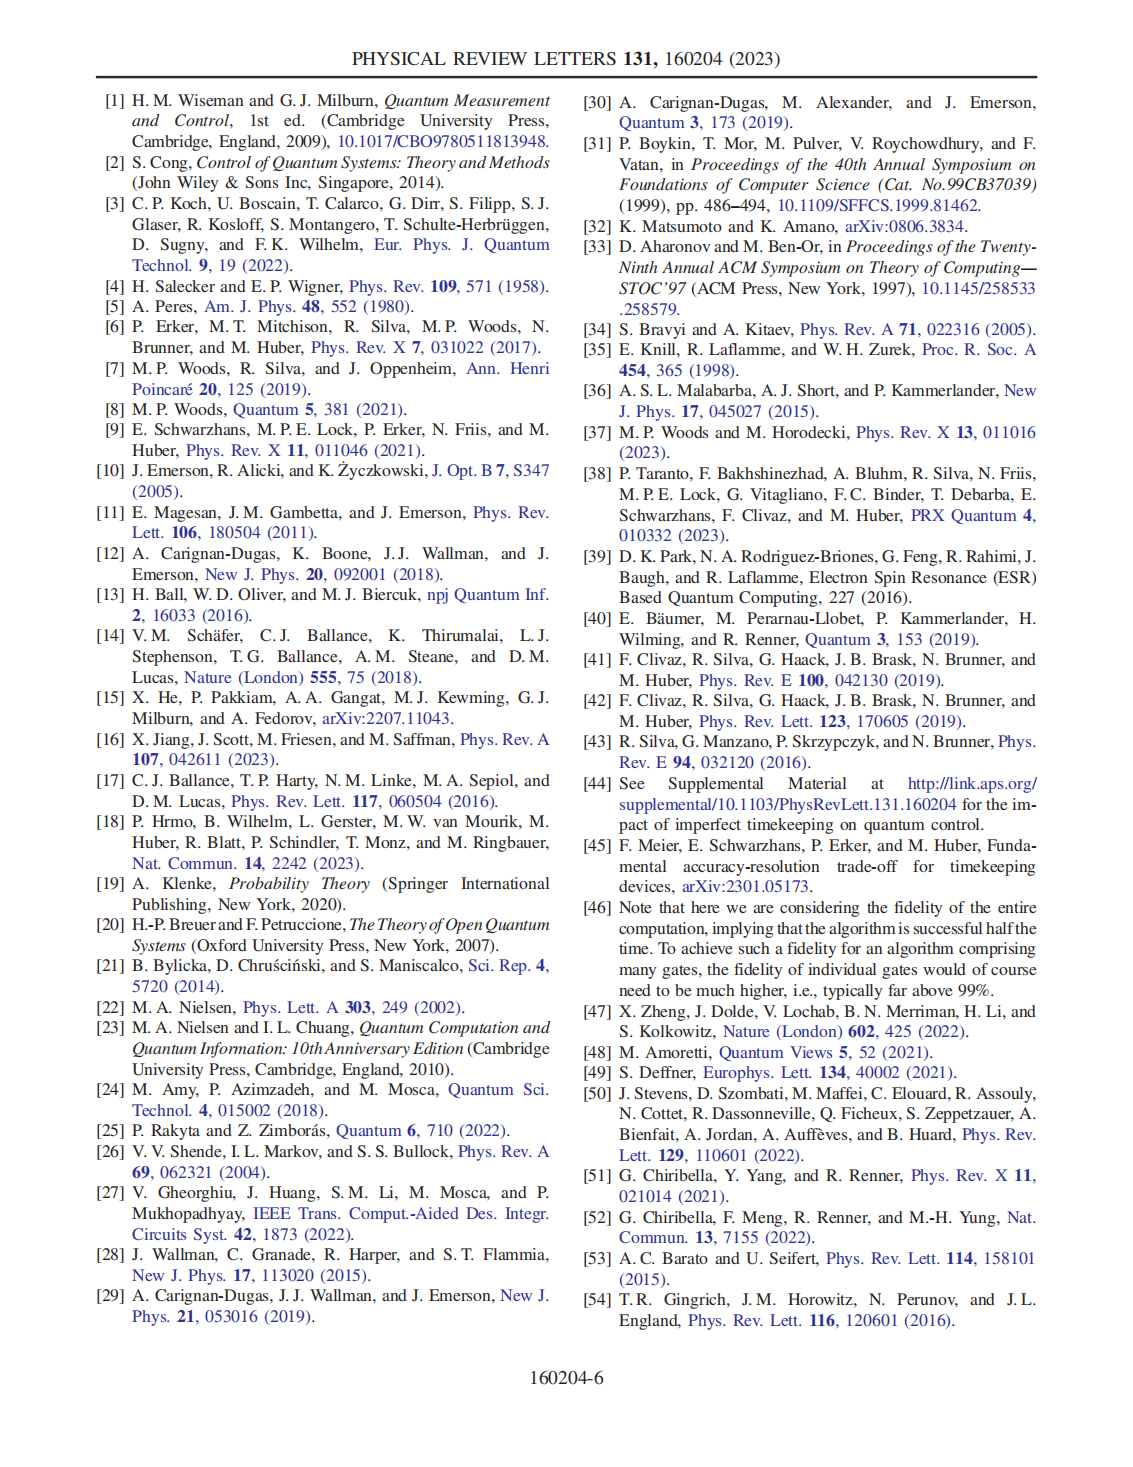 PHYSICAL REVIEW LETTERS 131, 160204 (2023)
[1] H. M. Wiseman and G. J. Milburn, Quantum Measurement
and Control, 1st ed. (Cambridge University Press,
Cambridge, England, 2009), 10.1017/CBO9780511813948.
[2] S. Cong, Control of Quantum Systems: Theory and Methods
(John Wiley & Sons Inc, Singapore, 2014).
[3] C. P. Koch, U. Boscain, T. Calarco, G. Dirr, S. Filipp, S. J.
Glaser, R. Kosloff, S. Montangero, T. Schulte-Herbrüggen,
D. Sugny, and F. K. Wilhelm, Eur. Phys. J. Quantum
Technol. 9, 19 (2022).
[4] H. Salecker and E. P. Wigner, Phys. Rev. 109, 571 (1958).
[5] A. Peres, Am. J. Phys. 48, 552 (1980).
[6] P. Erker, M. T. Mitchison, R. Silva, M. P. Woods, N.
Brunner, and M. Huber, Phys. Rev. X 7, 031022 (2017).
[7] M. P. Woods, R. Silva, and J. Oppenheim, Ann. Henri
Poincaré 20, 125 (2019).
[8] M. P. Woods, Quantum 5, 381 (2021).
[9] E. Schwarzhans, M. P. E. Lock, P. Erker, N. Friis, and M.
Huber, Phys. Rev. X 11, 011046 (2021).
[10] J. Emerson, R. Alicki, and K. Życzkowski, J. Opt. B 7, S347
(2005).
[11] E. Magesan, J. M. Gambetta, and J. Emerson, Phys. Rev.
Lett. 106, 180504 (2011).
[12] A. Carignan-Dugas, K. Boone, J. J. Wallman, and J.
Emerson, New J. Phys. 20, 092001 (2018).
[13] H. Ball, W. D. Oliver, and M. J. Biercuk, npj Quantum Inf.
2, 16033 (2016).
[14] V. M. Schäfer, C. J. Ballance, K. Thirumalai, L. J.
Stephenson, T. G. Ballance, A. M. Steane, and D. M.
Lucas, Nature (London) 555, 75 (2018).
[15] X. He, P. Pakkiam, A. A. Gangat, M. J. Kewming, G. J.
Milburn, and A. Fedorov, arXiv:2207.11043.
[16] X. Jiang, J. Scott, M. Friesen, and M. Saffman, Phys. Rev. A
107, 042611 (2023).
[17] C. J. Ballance, T. P. Harty, N. M. Linke, M. A. Sepiol, and
D. M. Lucas, Phys. Rev. Lett. 117, 060504 (2016).
[18] P. Hrmo, B. Wilhelm, L. Gerster, M. W. van Mourik, M.
Huber, R. Blatt, P. Schindler, T. Monz, and M. Ringbauer,
Nat. Commun. 14, 2242 (2023).
[19] A. Klenke, Probability Theory (Springer International
Publishing, New York, 2020).
[20] H.-P. Breuer and F. Petruccione, The Theory of Open Quantum
Systems (Oxford University Press, New York, 2007).
[21] B. Bylicka, D. Chruściński, and S. Maniscalco, Sci. Rep. 4,
5720 (2014).
[22] M. A. Nielsen, Phys. Lett. A 303, 249 (2002).
[23] M. A. Nielsen and I. L. Chuang, Quantum Computation and
Quantum Information: 10th Anniversary Edition (Cambridge
University Press, Cambridge, England, 2010).
[24] M. Amy, P. Azimzadeh, and M. Mosca, Quantum Sci.
Technol. 4, 015002 (2018).
[25] P. Rakyta and Z. Zimborás, Quantum 6, 710 (2022).
[26] V. V. Shende, I. L. Markov, and S. S. Bullock, Phys. Rev. A
69, 062321 (2004).
[27] V. Gheorghiu, J. Huang, S. M. Li, M. Mosca, and P.
Mukhopadhyay, IEEE Trans. Comput.-Aided Des. Integr.
Circuits Syst. 42, 1873 (2022).
[28] J. Wallman, C. Granade, R. Harper, and S. T. Flammia,
New J. Phys. 17, 113020 (2015).
[29] A. Carignan-Dugas, J. J. Wallman, and J. Emerson, New J.
Phys. 21, 053016 (2019).
[30] A. Carignan-Dugas, M. Alexander, and J. Emerson,
Quantum 3, 173 (2019).
[31] P. Boykin, T. Mor, M. Pulver, V. Roychowdhury, and F.
Vatan, in Proceedings of the 40th Annual Symposium on
Foundations of Computer Science (Cat. No.99CB37039)
(1999), pp. 486–494, 10.1109/SFFCS.1999.81462.
[32] K. Matsumoto and K. Amano, arXiv:0806.3834.
[33] D. Aharonov and M. Ben-Or, in Proceedings of the Twenty-
Ninth Annual ACM Symposium on Theory of Computing—
STOC'97 (ACM Press, New York, 1997), 10.1145/258533
.258579.
[34] S. Bravyi and A. Kitaev, Phys. Rev. A 71, 022316 (2005).
[35] E. Knill, R. Laflamme, and W. H. Zurek, Proc. R. Soc. A
454, 365 (1998).
[36] A. S. L. Malabarba, A. J. Short, and P. Kammerlander, New
J. Phys. 17, 045027 (2015).
[37] M. P. Woods and M. Horodecki, Phys. Rev. X 13, 011016
(2023).
[38] P. Taranto, F. Bakhshinezhad, A. Bluhm, R. Silva, N. Friis,
M. P. E. Lock, G. Vitagliano, F. C. Binder, T. Debarba, E.
Schwarzhans, F. Clivaz, and M. Huber, PRX Quantum 4,
010332 (2023).
[39] D. K. Park, N. A. Rodriguez-Briones, G. Feng, R. Rahimi, J.
Baugh, and R. Laflamme, Electron Spin Resonance (ESR)
Based Quantum Computing, 227 (2016).
[40] E. Bäumer, M. Perarnau-Llobet, P. Kammerlander, H.
Wilming, and R. Renner, Quantum 3, 153 (2019).
[41] F. Clivaz, R. Silva, G. Haack, J. B. Brask, N. Brunner, and
M. Huber, Phys. Rev. E 100, 042130 (2019).
[42] F. Clivaz, R. Silva, G. Haack, J. B. Brask, N. Brunner, and
M. Huber, Phys. Rev. Lett. 123, 170605 (2019).
[43] R. Silva, G. Manzano, P. Skrzypczyk, and N. Brunner, Phys.
Rev. E 94, 032120 (2016).
[44] See Supplemental Material at http://link.aps.org/
supplemental/10.1103/PhysRevLett.131.160204 for the im-
pact of imperfect timekeeping on quantum control.
[45] F. Meier, E. Schwarzhans, P. Erker, and M. Huber, Funda-
mental accuracy-resolution trade-off for timekeeping
devices, arXiv:2301.05173.
[46] Note that here we are considering the fidelity of the entire
computation, implying that the algorithm is successful half the
time. To achieve such a fidelity for an algorithm comprising
many gates, the fidelity of individual gates would of course
need to be much higher, i.e., typically far above 99%.
[47] X. Zheng, J. Dolde, V. Lochab, B. N. Merriman, H. Li, and
S. Kolkowitz, Nature (London) 602, 425 (2022).
[48] M. Amoretti, Quantum Views 5, 52 (2021).
[49] S. Deffner, Europhys. Lett. 134, 40002 (2021).
[50] J. Stevens, D. Szombati, M. Maffei, C. Elouard, R. Assouly,
N. Cottet, R. Dassonneville, Q. Ficheux, S. Zeppetzauer, A.
Bienfait, A. Jordan, A. Auffèves, and B. Huard, Phys. Rev.
Lett. 129, 110601 (2022).
[51] G. Chiribella, Y. Yang, and R. Renner, Phys. Rev. X 11,
021014 (2021).
[52] G. Chiribella, F. Meng, R. Renner, and M.-H. Yung, Nat.
Commun. 13, 7155 (2022).
[53] A. C. Barato and U. Seifert, Phys. Rev. Lett. 114, 158101
(2015).
[54] T. R. Gingrich, J. M. Horowitz, N. Perunov, and J. L.
England, Phys. Rev. Lett. 116, 120601 (2016).
160204-6